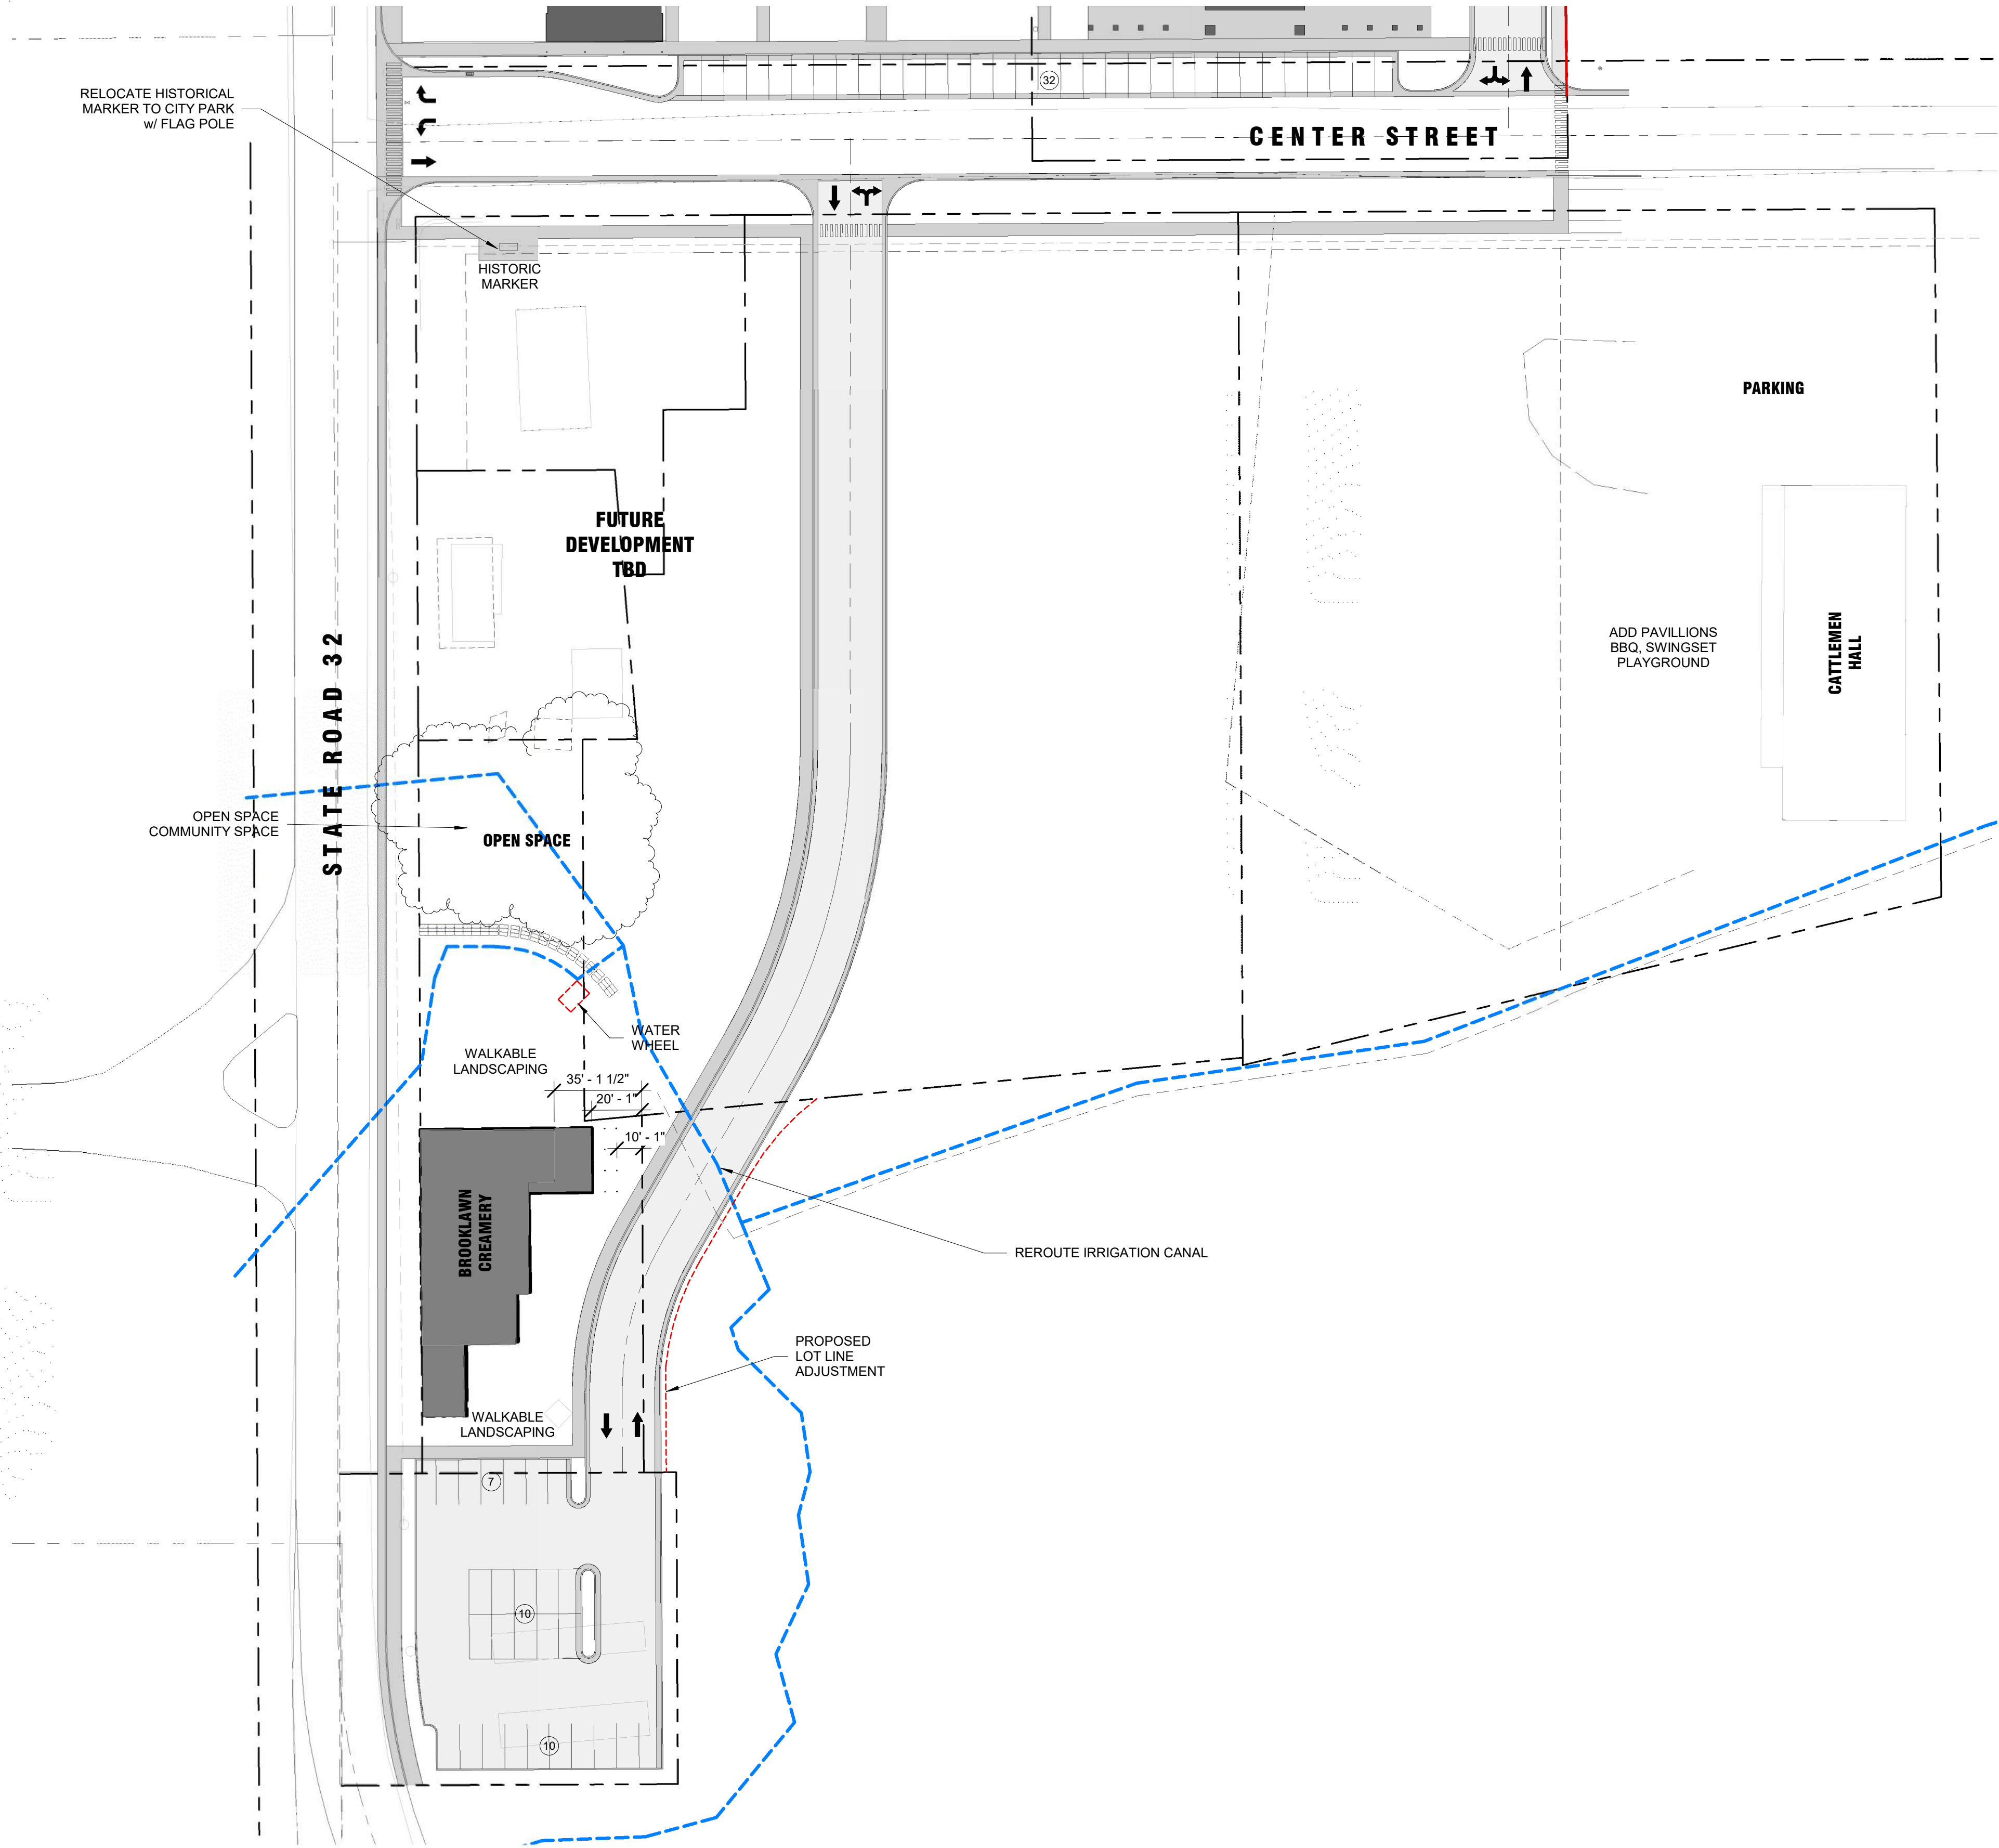 32
RELOCATE HISTORICAL
MARKER TO CITY PARK
w/ FLAG POLE
CENTER STREET
HISTORIC
MARKER
PARKING
FUTURE
DEVELOPMENT
TBD
STATE ROAD 32
ADD PAVILLIONS
BBQ, SWINGSET
PLAYGROUND
CATTLEMEN
HALL
OPEN SPACE
COMMUNITY SPACE
OPEN SPACE
WATER
WHEEL
WALKABLE
LANDSCAPING
35' - 1 1/2"
20' - 1"
10' - 1"
BROOKLAWN
CREAMERY
REROUTE IRRIGATION CANAL
PROPOSED
LOT LINE
ADJUSTMENT
WALKABLE
LANDSCAPING
7
10
10